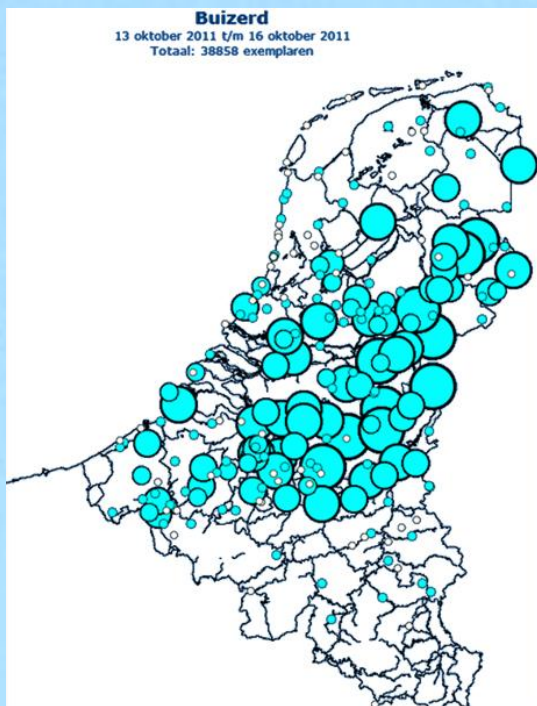 Buizerd
13 oktober 2011 t/m 16 oktober 2011
Totaal: 38858 exemplaren